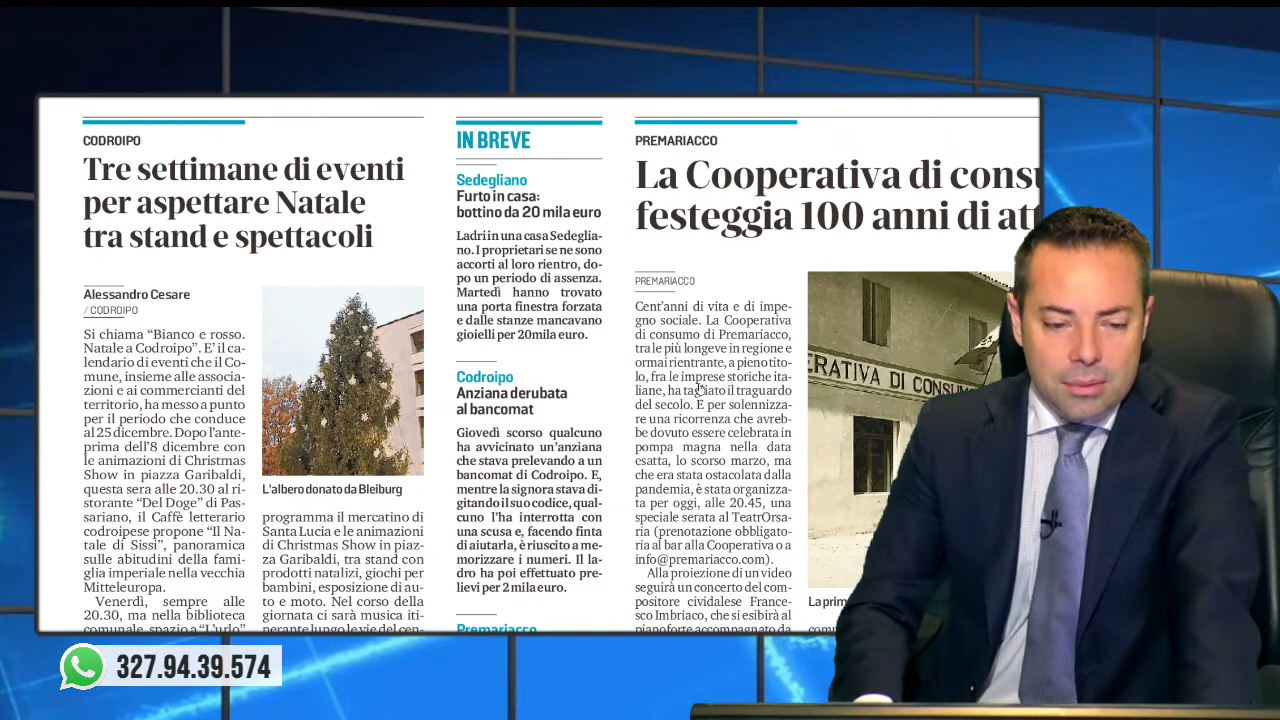 CODROIPO
Tre settimane di eventi
per aspettare Natale
tra stand e spettacoli
Alessandro Cesare
/ CODROIPO
Si chiama “Bianco e rosso.
Natale a Codroipo”. E’ il ca-
lendario di eventi che il Co-
mune, insieme alle associa-
zioni e ai commercianti del
territorio, ha messo a punto
per il periodo che conduce
al 25 dicembre. Dopo l’ante-
prima dell’8 dicembre con
le animazioni di Christmas
Show in piazza Garibaldi,
questa sera alle 20.30 al ri-
storante “Del Doge” di Pas-
sariano, il Caffè letterario
codroipese propone “Il Na-
tale di Sissi”, panoramica
sulle abitudini della fami-
glia imperiale nella vecchia
Mitteleuropa.
Venerdì, sempre alle
20.30, ma nella biblioteca
comunale, spazio a “L’urlo”
L'albero donato da Bleiburg
programma il mercatino di
Santa Lucia e le animazioni
di Christmas Show in piaz-
za Garibaldi, tra stand con
prodotti natalizi, giochi per
bambini, esposizione di au-
to e moto. Nel corso della
giornata ci sarà musica iti-
nerante lungo le vie del cen-
IN BREVE
Sedegliano
Furto in casa:
bottino da 20 mila euro
Ladri in una casa Sedeglia-
no. I proprietari se ne sono
accorti al loro rientro, do-
po un periodo di assenza.
Martedì hanno trovato
una porta finestra forzata
e dalle stanze mancavano
gioielli per 20mila euro.
Codroipo
Anziana derubata
al bancomat
Giovedì scorso qualcuno
ha avvicinato un’anziana
che stava prelevando a un
bancomat di Codroipo. E,
mentre la signora stava di-
gitando il suo codice, qual-
cuno l’ha interrotta con
una scusa e, facendo finta
di aiutarla, è riuscito a me-
morizzare i numeri. Il la-
dro ha poi effettuato pre-
lievi per 2 mila euro.
Premariacco
PREMARIACCO
La Cooperativa di consu
festeggia 100 anni di att
PREMARIACCO
Cent’anni di vita e di impe-
gno sociale. La Cooperativa
di consumo di Premariacco,
tra le più longeve in regione e
ormai rientrante, a pieno tito-
lo, fra le imprese storiche ita-
liane, ha tagliato il traguardo
del secolo. E per solennizza-
re una ricorrenza che avreb-
be dovuto essere celebrata in
pompa magna nella data
esatta, lo scorso marzo, ma
che era stata ostacolata dalla
pandemia, è stata organizza-
ta per oggi, alle 20.45, una
speciale serata al TeatrOrsa-
ria (prenotazione obbligato-
ria al bar alla Cooperativa o a
info@premariacco.com).
Alla proiezione di un video
seguirà un concerto del com-
positore cividalese France-
sco Imbriaco, che si esibirà al
pianoforte accompagnato da
ERATIVA DI CONSUM
La prim
comp
327.94.39.574